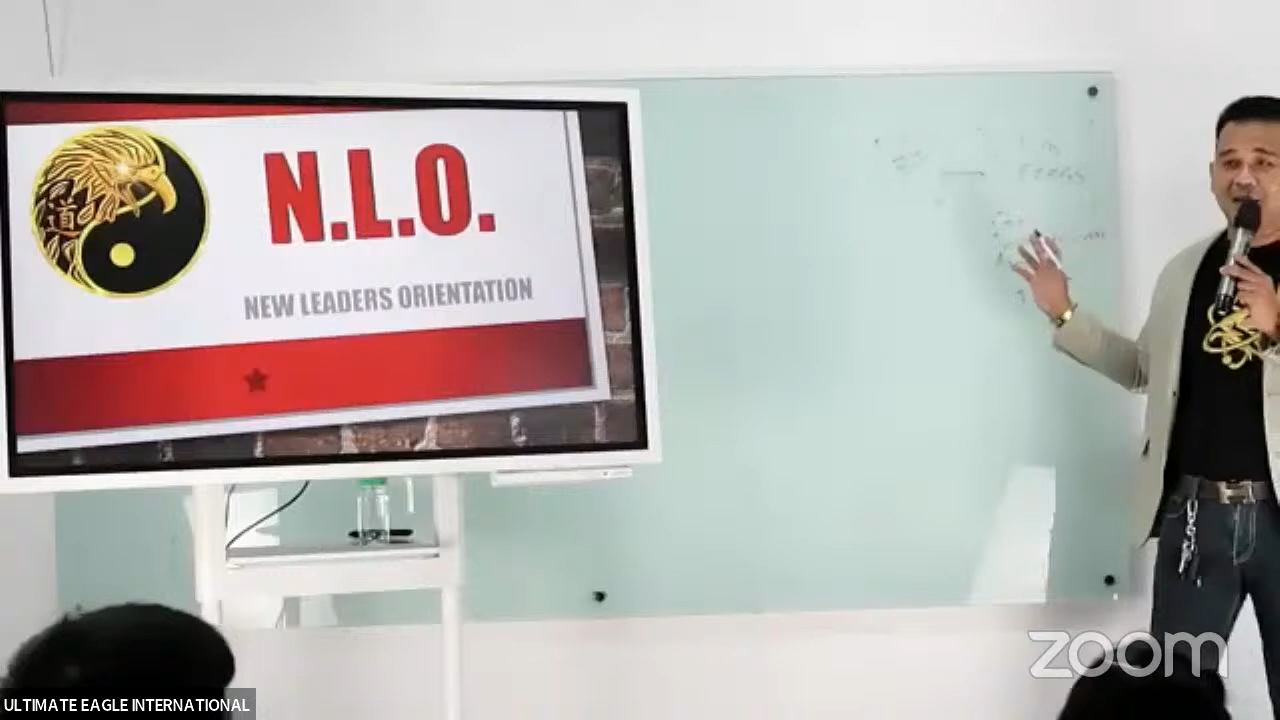 道
N.L.O.
NEW LEADERS ORIENTATION
zoom
ULTIMATE EAGLE INTERNATIONAL